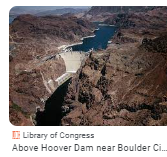 Library of Congress
Above Hoover Dam near Boulder Ci...